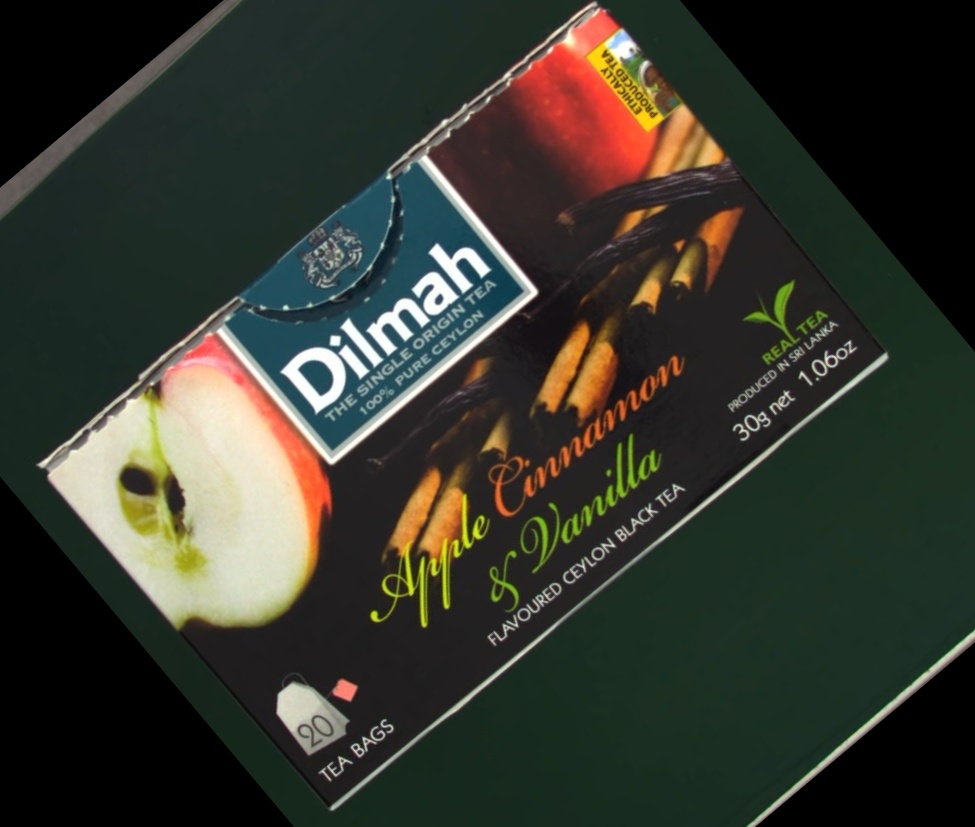 ETHICALLY
PRODUCED TEA
Dilmah
THE SINGLE ORIGIN TEA
100% PURE CEYLON
Apple Cinnamon
& Vanilla
FLAVOURED CEYLON BLACK TEA
REAL TEA
PRODUCED IN SRI LANKA
30g net 1.06oz
20
TEA BAGS